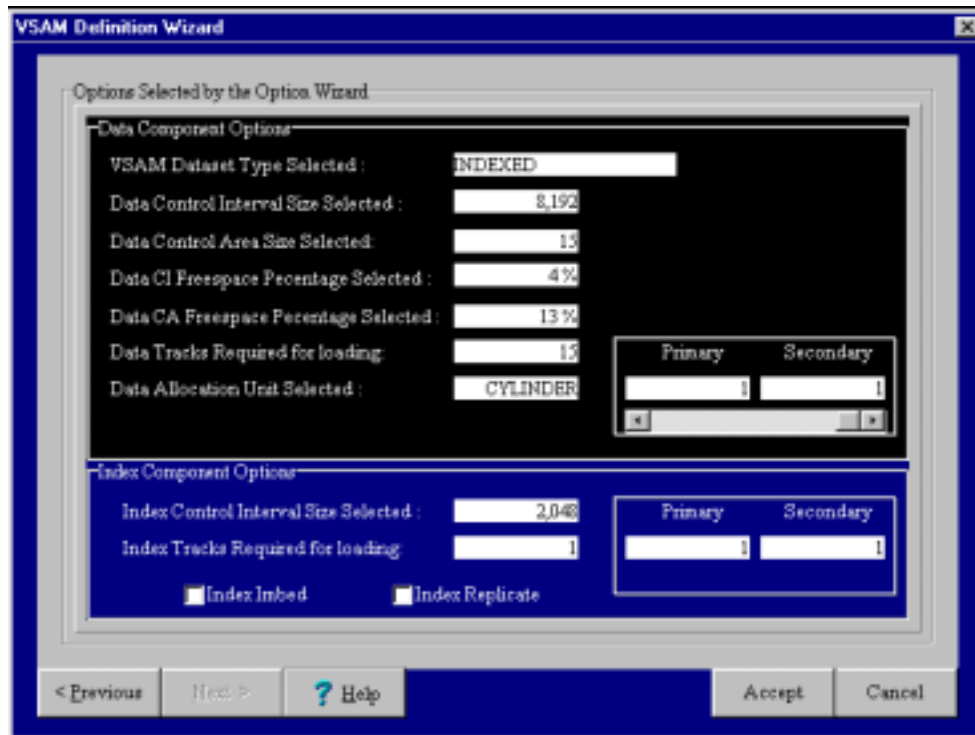 VSAM Definition Wizard
Options Selected by the Option Wizard
Data Component Options
VSAM Dataset Type Selected : INDEXED
Data Control Interval Size Selected : 8,192
Data Control Area Size Selected: 15
Data CI Freespace Pecentage Selected : 4 %
Data CA Freespace Pecentage Selected : 13 %
Data Tracks Required for loading: 15
Primary Secondary
Data Allocation Unit Selected : CYLINDER 1 1
Index Component Options
Index Control Interval Size Selected : 2,048
Primary Secondary
Index Tracks Required for loading: 1 1 1
Index Imbed Index Replicate
< Previous Next > ? Help Accept Cancel